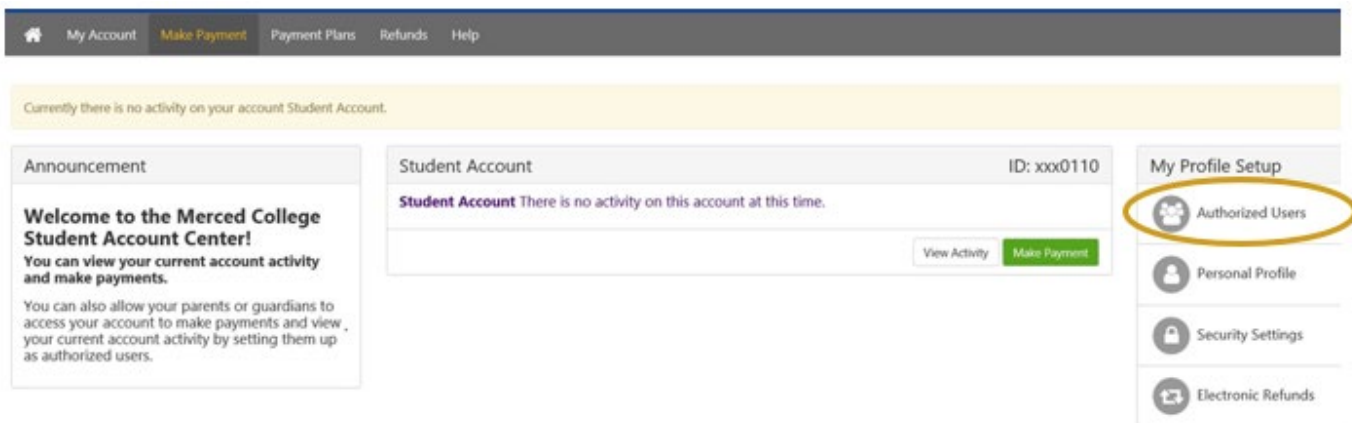 My Account Make Payment Payment Plans Refunds Help
Currently there is no activity on your account Student Account.
Announcement
Welcome to the Merced College
Student Account Center!
You can view your current account activity
and make payments.
You can also allow your parents or guardians to
access your account to make payments and view
your current account activity by setting them up
as authorized users.
Student Account ID: xxx0110
Student Account There is no activity on this account at this time.
View Activity Make Payment
My Profile Setup
Authorized Users
Personal Profile
Security Settings
Electronic Refunds